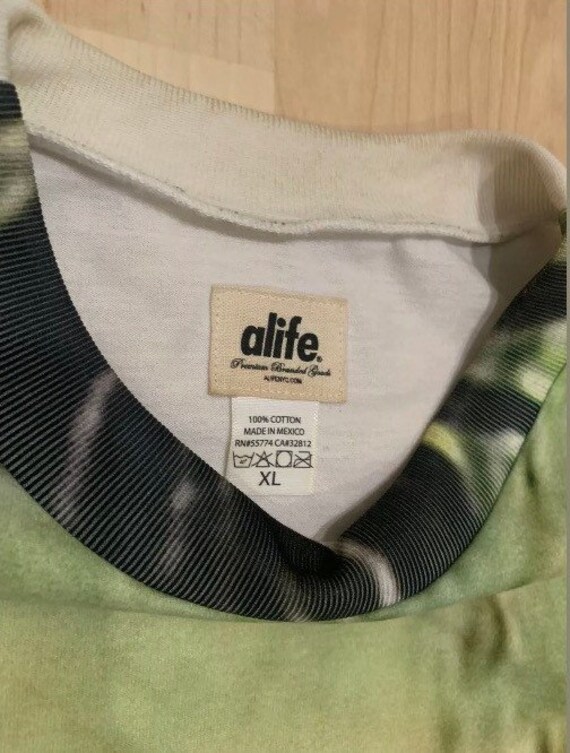 alife®
Premium Branded Goods
ALIFENYC.COM
100% COTTON
MADE IN MEXICO
RN#55774 CA#32812
XL